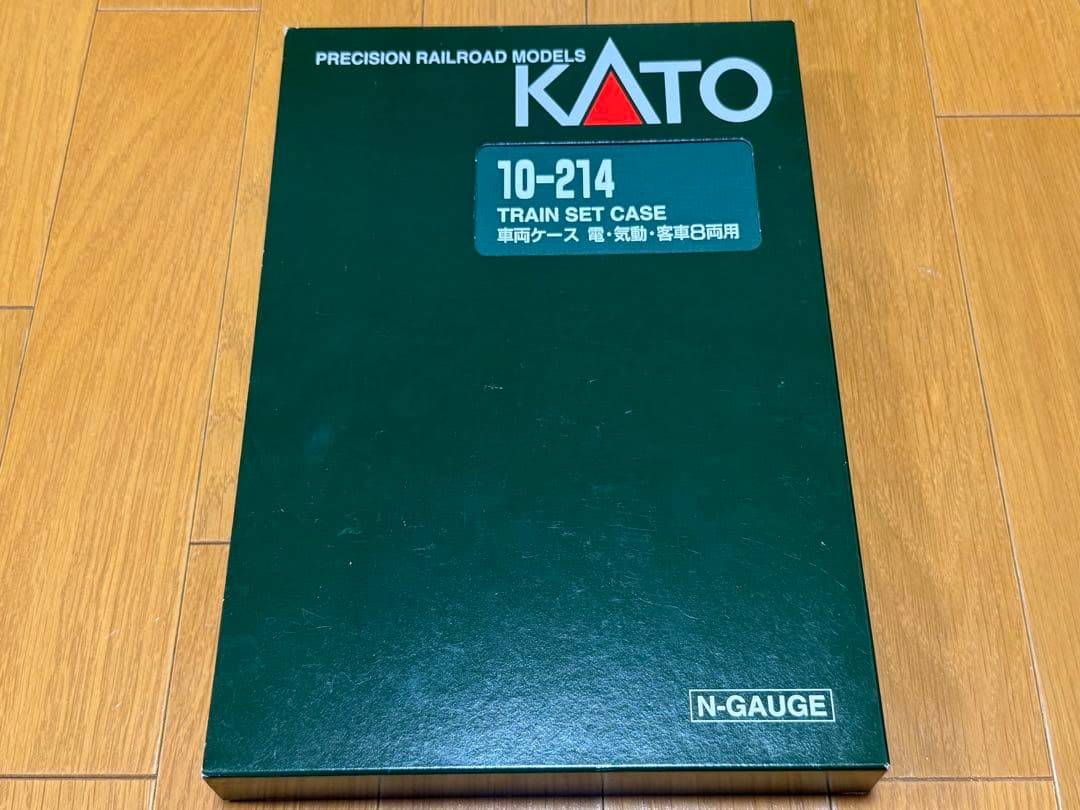 PRECISION RAILROAD MODELS
KATO
10-214
TRAIN SET CASE
車両ケース 電・気動・客車8両用
N-GAUGE